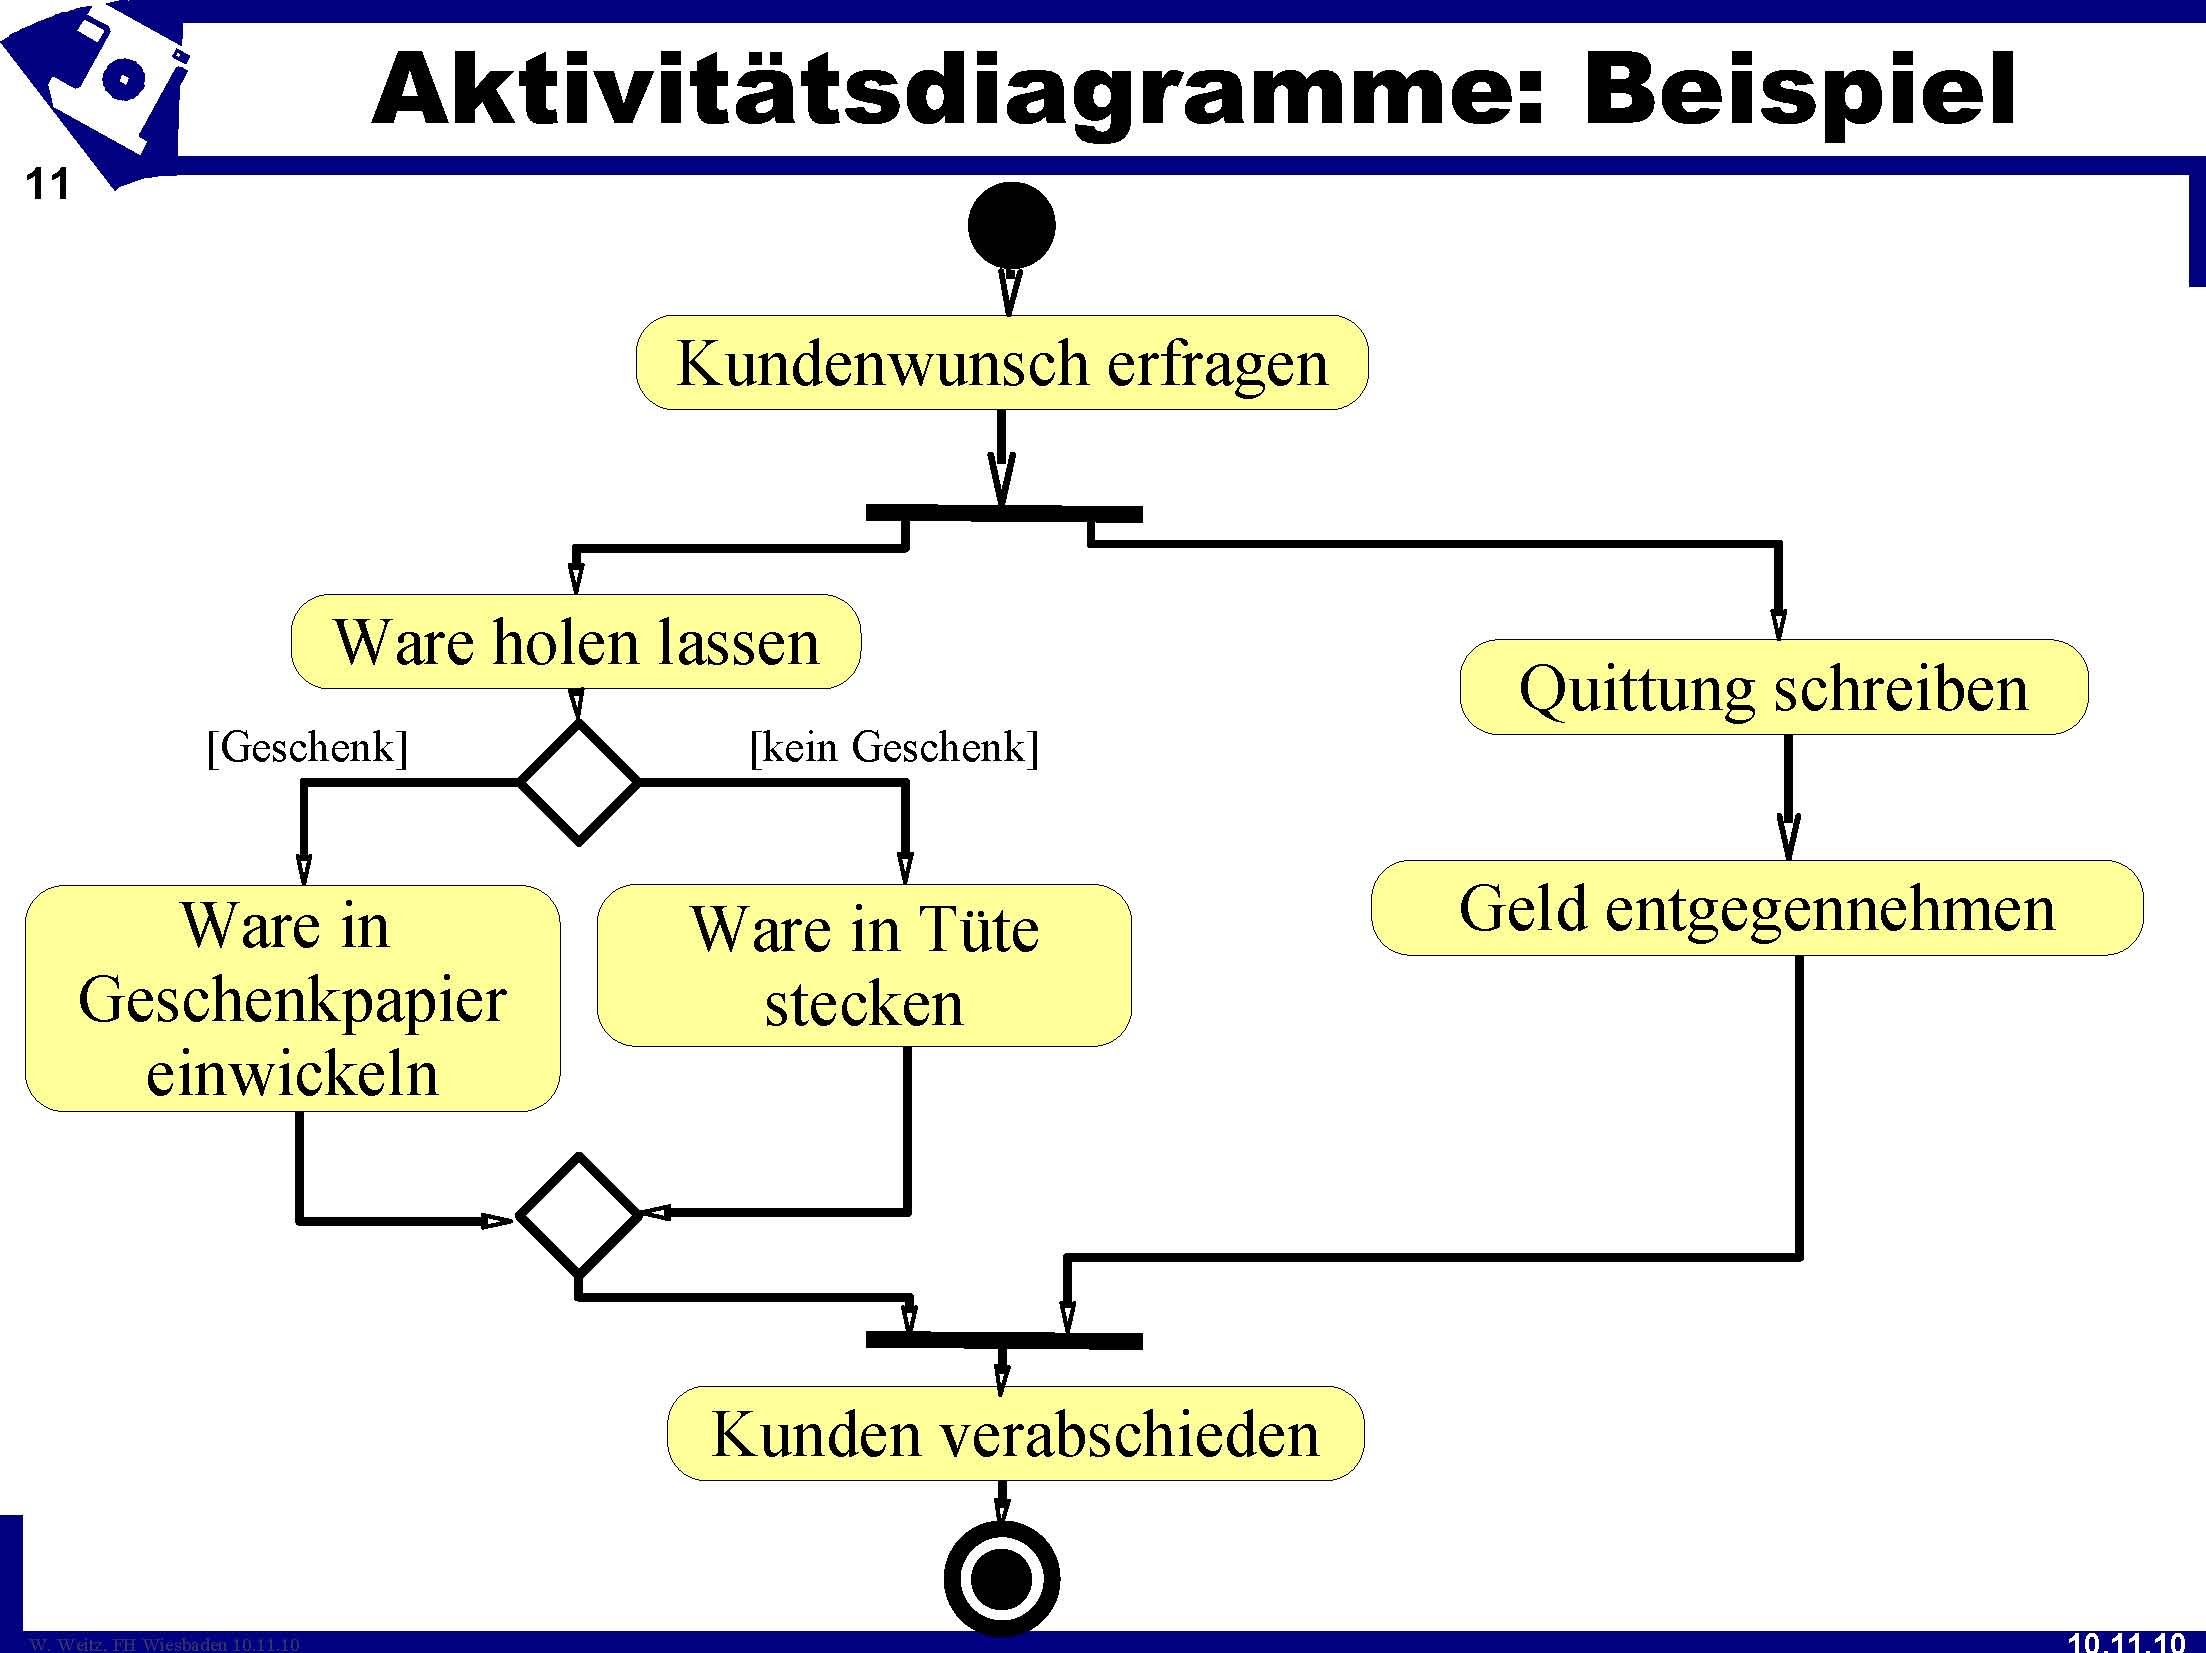 Aktivitätsdiagramme: Beispiel
11
Kundenwunsch erfragen
Ware holen lassen
Quittung schreiben
[Geschenk]
[kein Geschenk]
Geld entgegennehmen
Ware in
Geschenkpapier
einwickeln
Ware in Tüte
stecken
Kunden verabschieden
W. Weitz, FH Wiesbaden 10.11.10
10.11.10